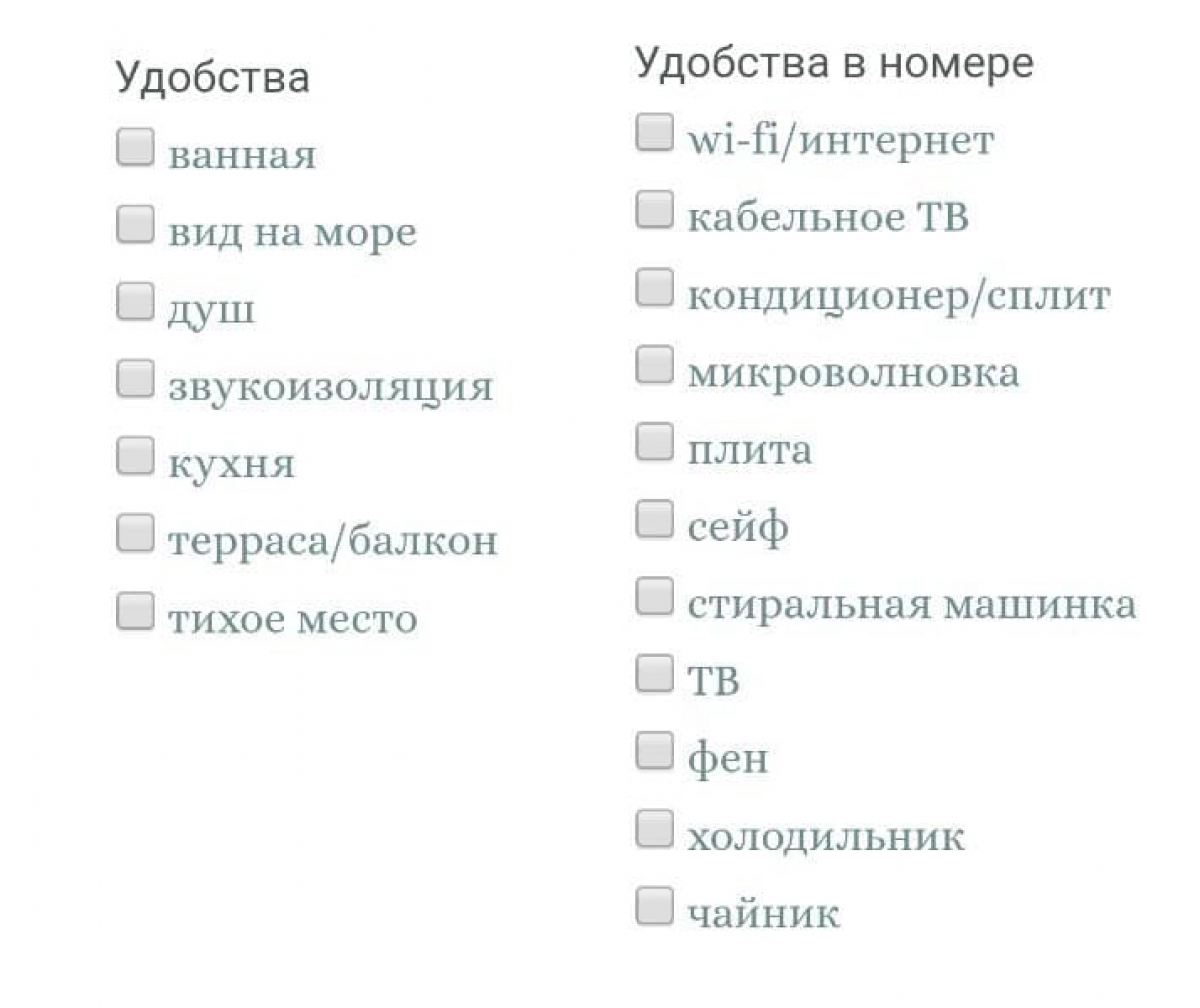 Удобства
ванная
вид на море
душ
звукоизоляция
кухня
терраса/балкон
тихое место
Удобства в номере
wi-fi/интернет
кабельное ТВ
кондиционер/сплит
микроволновка
плита
сейф
стиральная машинка
ТВ
фен
холодильник
чайник